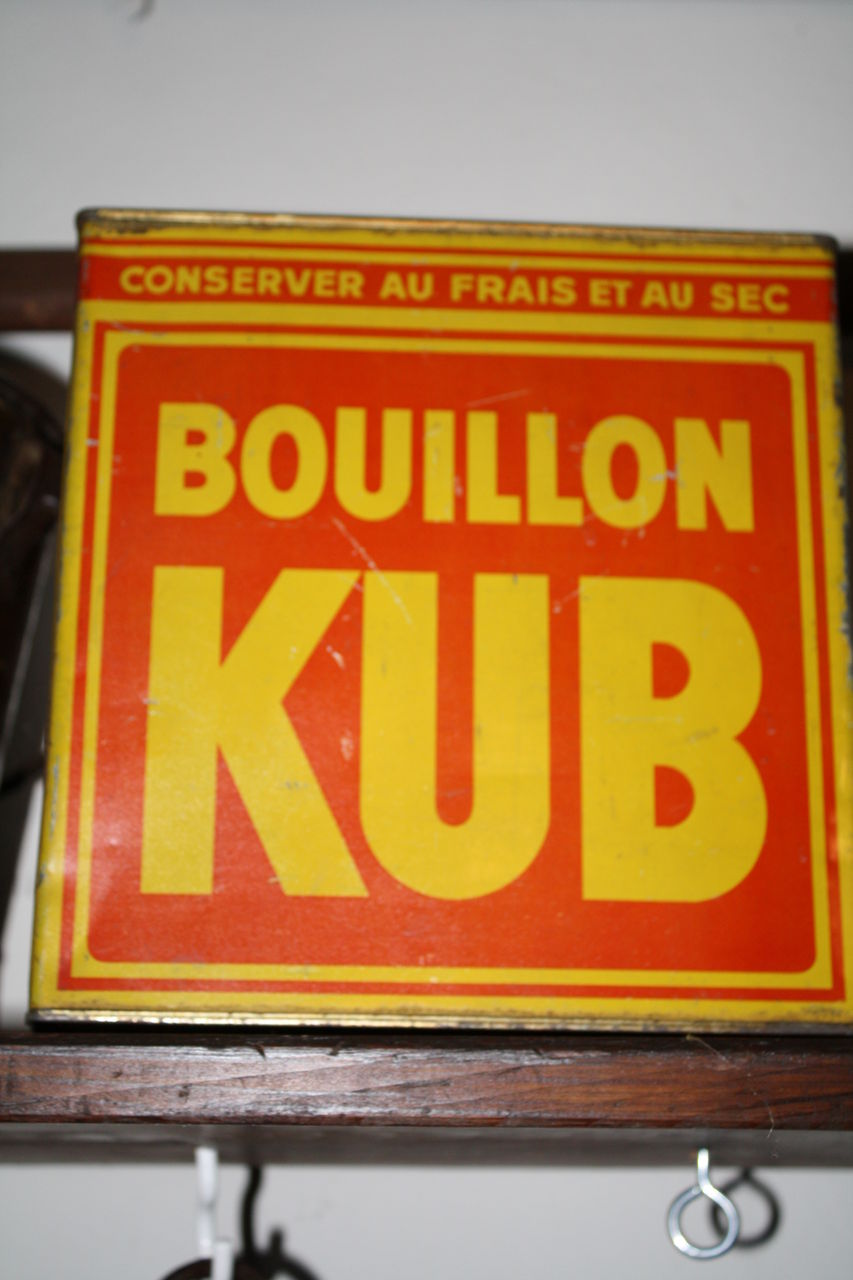 CONSERVER AU FRAIS ET AU SEC
BOUILLON
KUB